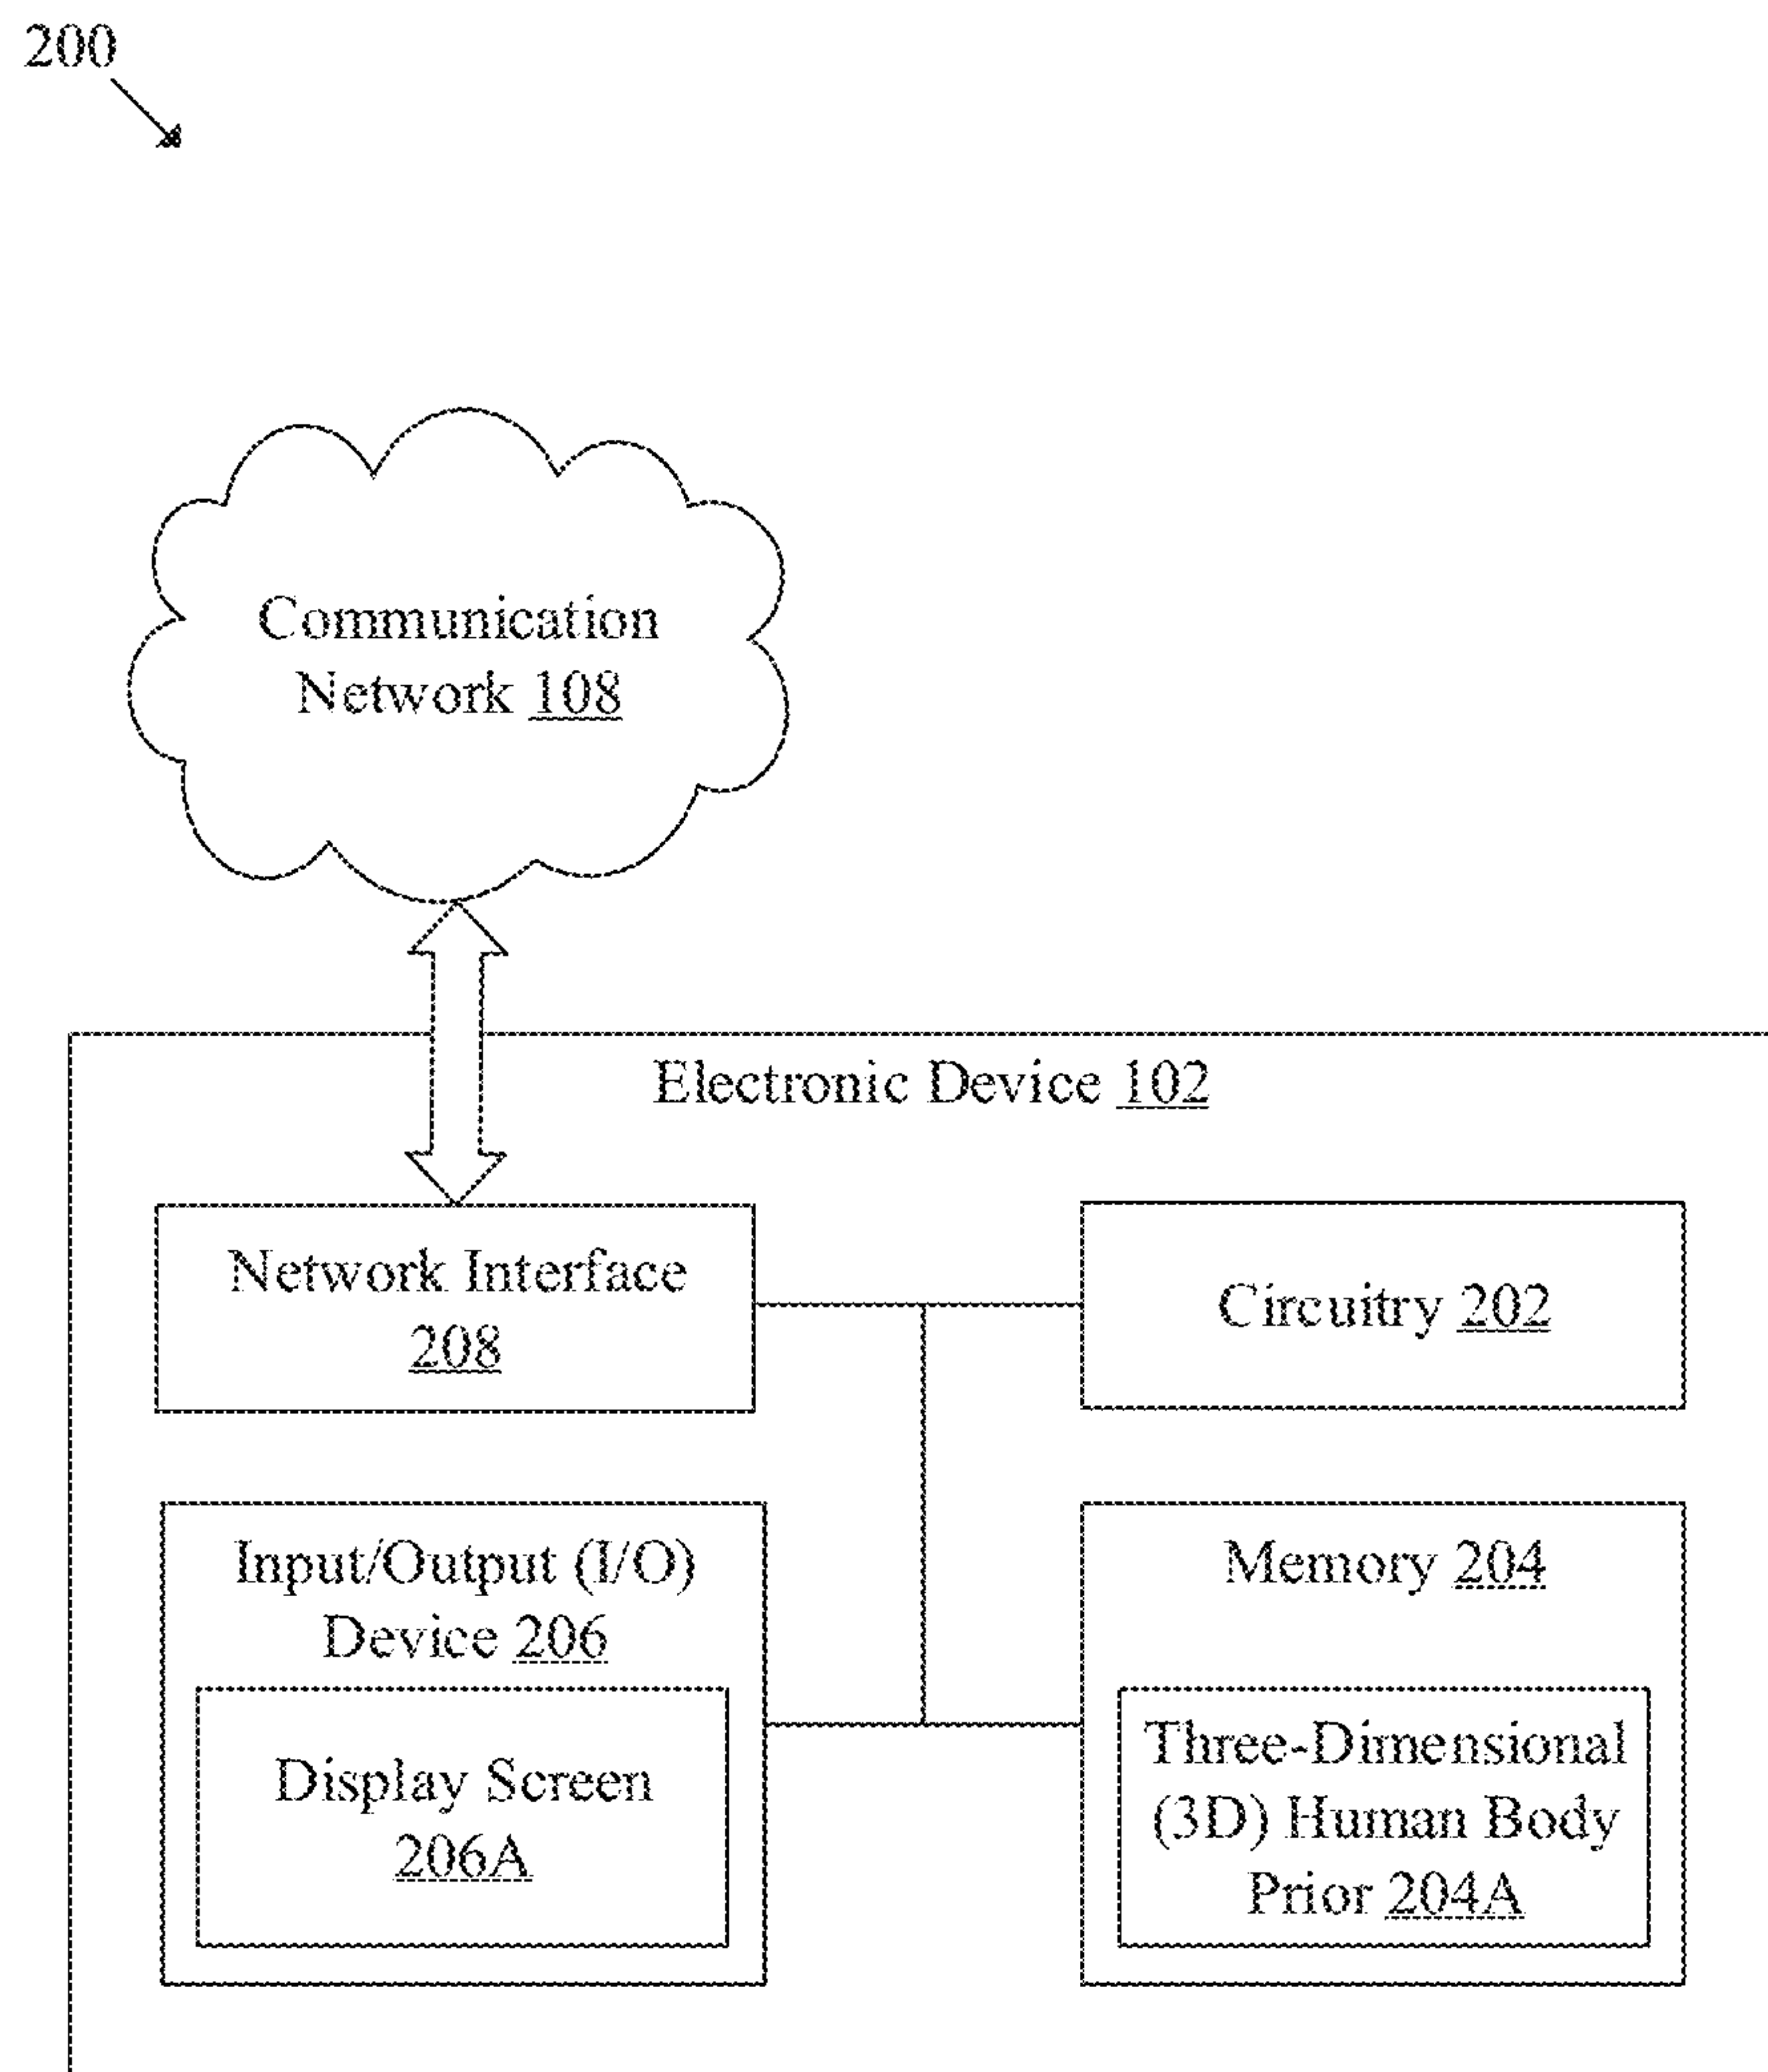 200
Communication
Network 108
Electronic Device 102
Network Interface
208
Circuitry 202
Input/Output (I/O)
Device 206
Display Screen
206A
Memory 204
Three-Dimensional
(3D) Human Body
Prior 204A